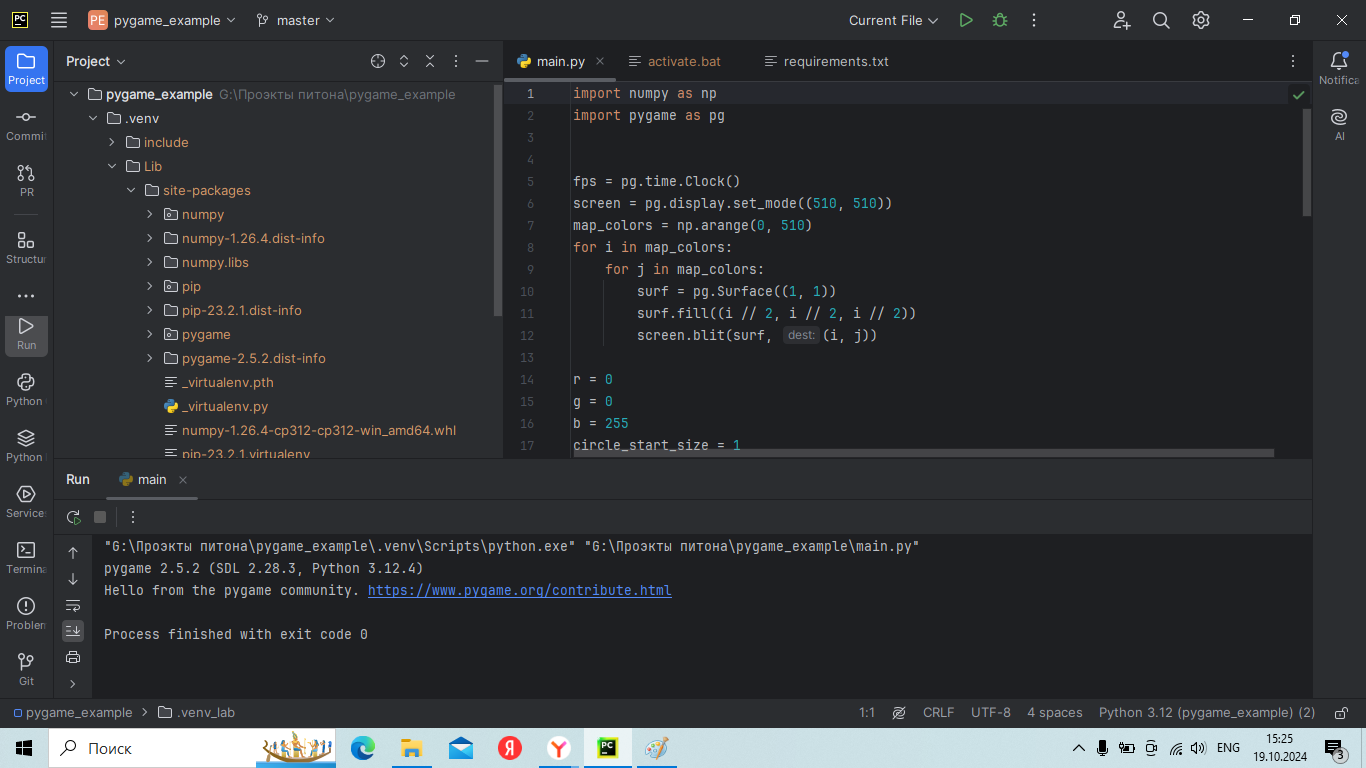 PC
PE pygame_example
master
Current File
Project
Commi
PR
Structur
Run
Python
Python
Service
Termina
Problen
Git
Project
pygame_example G:\Проэкты питона\pygame_example
.venv
include
Lib
site-packages
numpy
numpy-1.26.4.dist-info
numpy.libs
pip
pip-23.2.1.dist-info
pygame
pygame-2.5.2.dist-info
_virtualenv.pth
_virtualenv.py
numpy-1.26.4-cp312-cp312-win_amd64.whl
pip-23.2.1.virtualenv
main.py
activate.bat
requirements.txt
1 import numpy as np
2 import pygame as pg
3
4
5 fps = pg.time.Clock()
6 screen = pg.display.set_mode((510, 510))
7 map_colors = np.arange(0, 510)
8 for i in map_colors:
9 for j in map_colors:
10 surf = pg.Surface((1, 1))
11 surf.fill((i // 2, i // 2, i // 2))
12 screen.blit(surf, dest: (i, j))
13
14 r = 0
15 g = 0
16 b = 255
17 circle_start_size = 1
Notifica
AI
Run
main
"G:\Проэкты питона\pygame_example\.venv\Scripts\python.exe" "G:\Проэкты питона\pygame_example\main.py"
pygame 2.5.2 (SDL 2.28.3, Python 3.12.4)
Hello from the pygame community. https://www.pygame.org/contribute.html
Process finished with exit code 0
pygame_example > .venv_lab
1:1
CRLF
UTF-8
4 spaces
Python 3.12 (pygame_example) (2)
Поиск
Я
Y
PC
ENG
15:25
19.10.2024
3